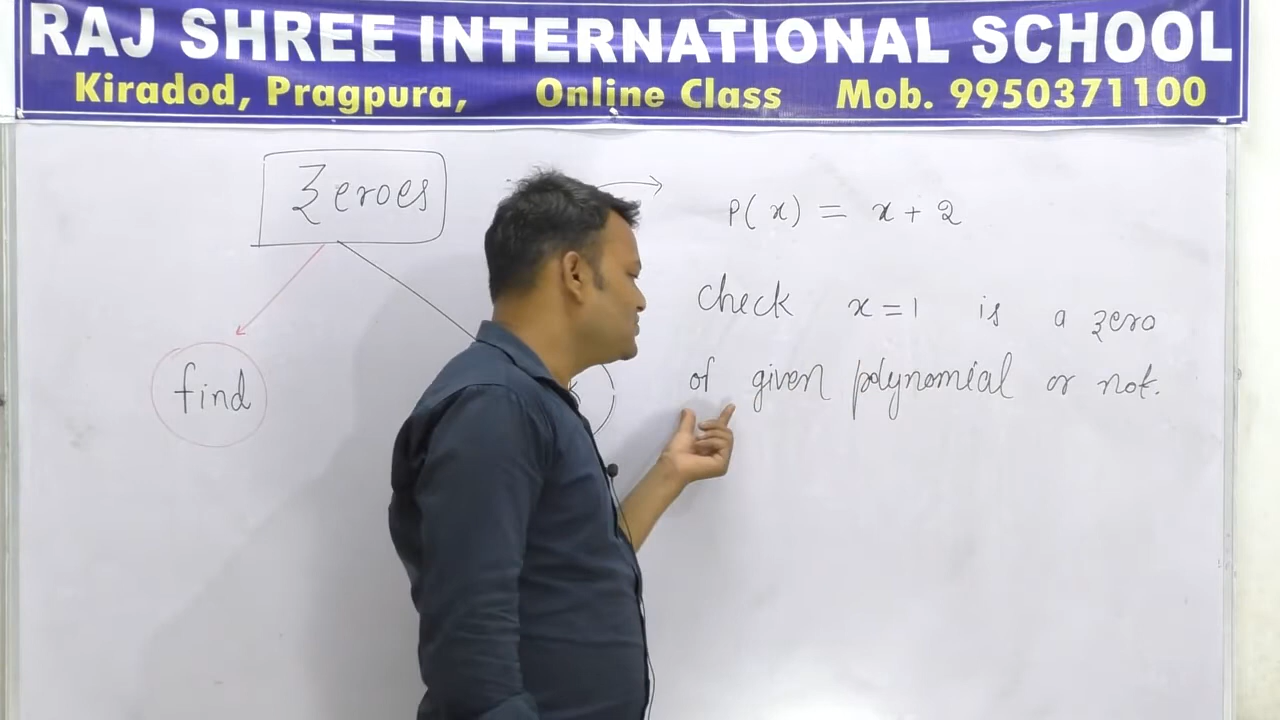 RAJ SHREE INTERNATIONAL SCHOOL
Kiradod, Pragpura, Online Class Mob. 9950371100
Zeroes
P(x) = x + 2
check x = 1 is a zero
of given polynomial or not.
find